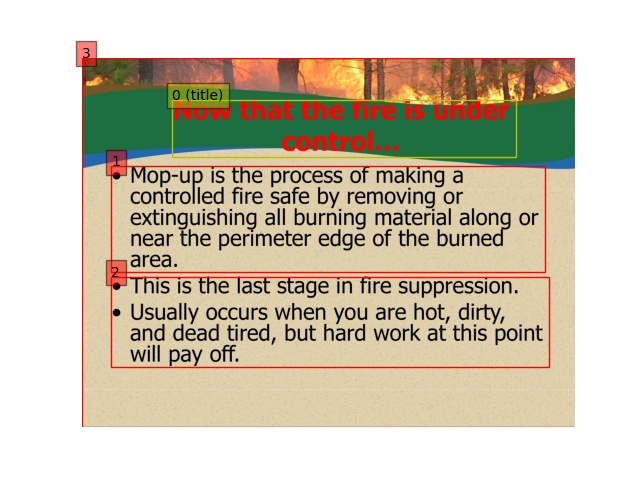 3
0 (title)
Now that the fire is under
control...
1
• Mop-up is the process of making a
controlled fire safe by removing or
extinguishing all burning material along or
near the perimeter edge of the burned
area.
2
• This is the last stage in fire suppression.
• Usually occurs when you are hot, dirty,
and dead tired, but hard work at this point
will pay off.